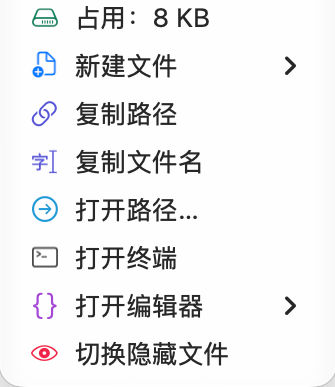 占用：8 KB
新建文件
复制路径
字 复制文件名
打开路径...
打开终端
打开编辑器
切换隐藏文件